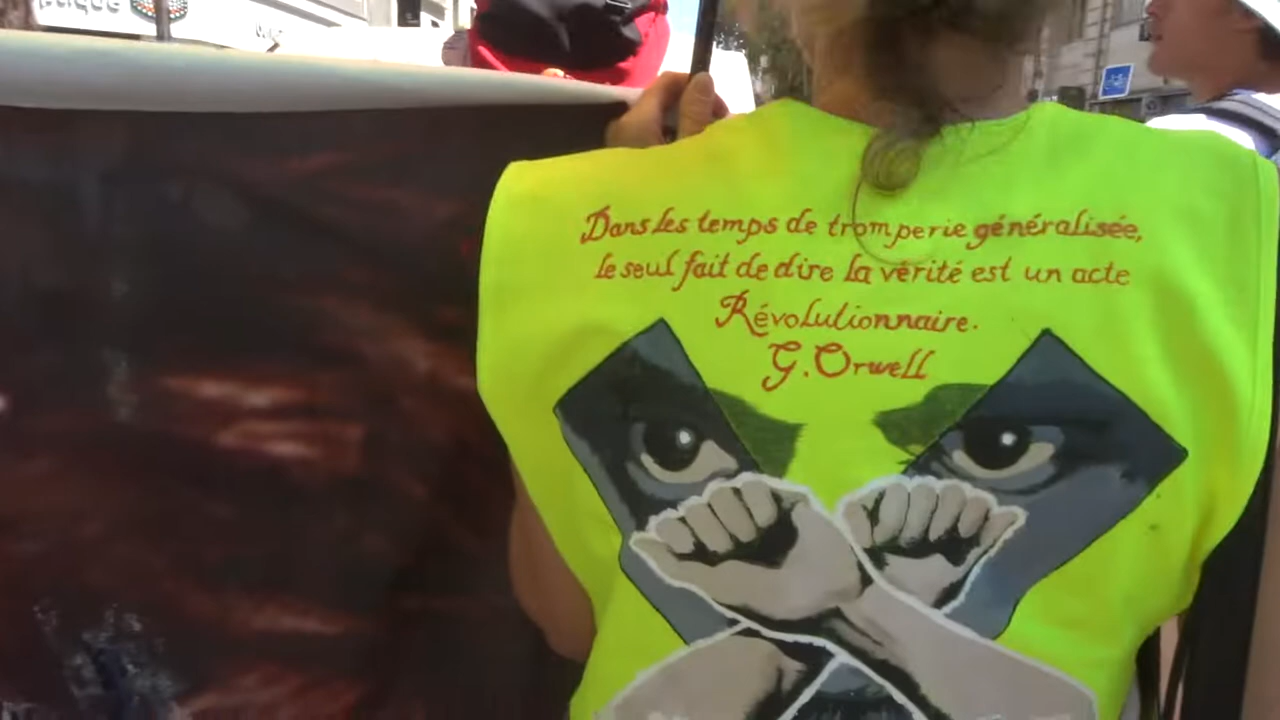 Dans les temps de tromperie généralisée,
le seul fait de dire la vérité est un acte
Révolutionnaire.
G. Orwell